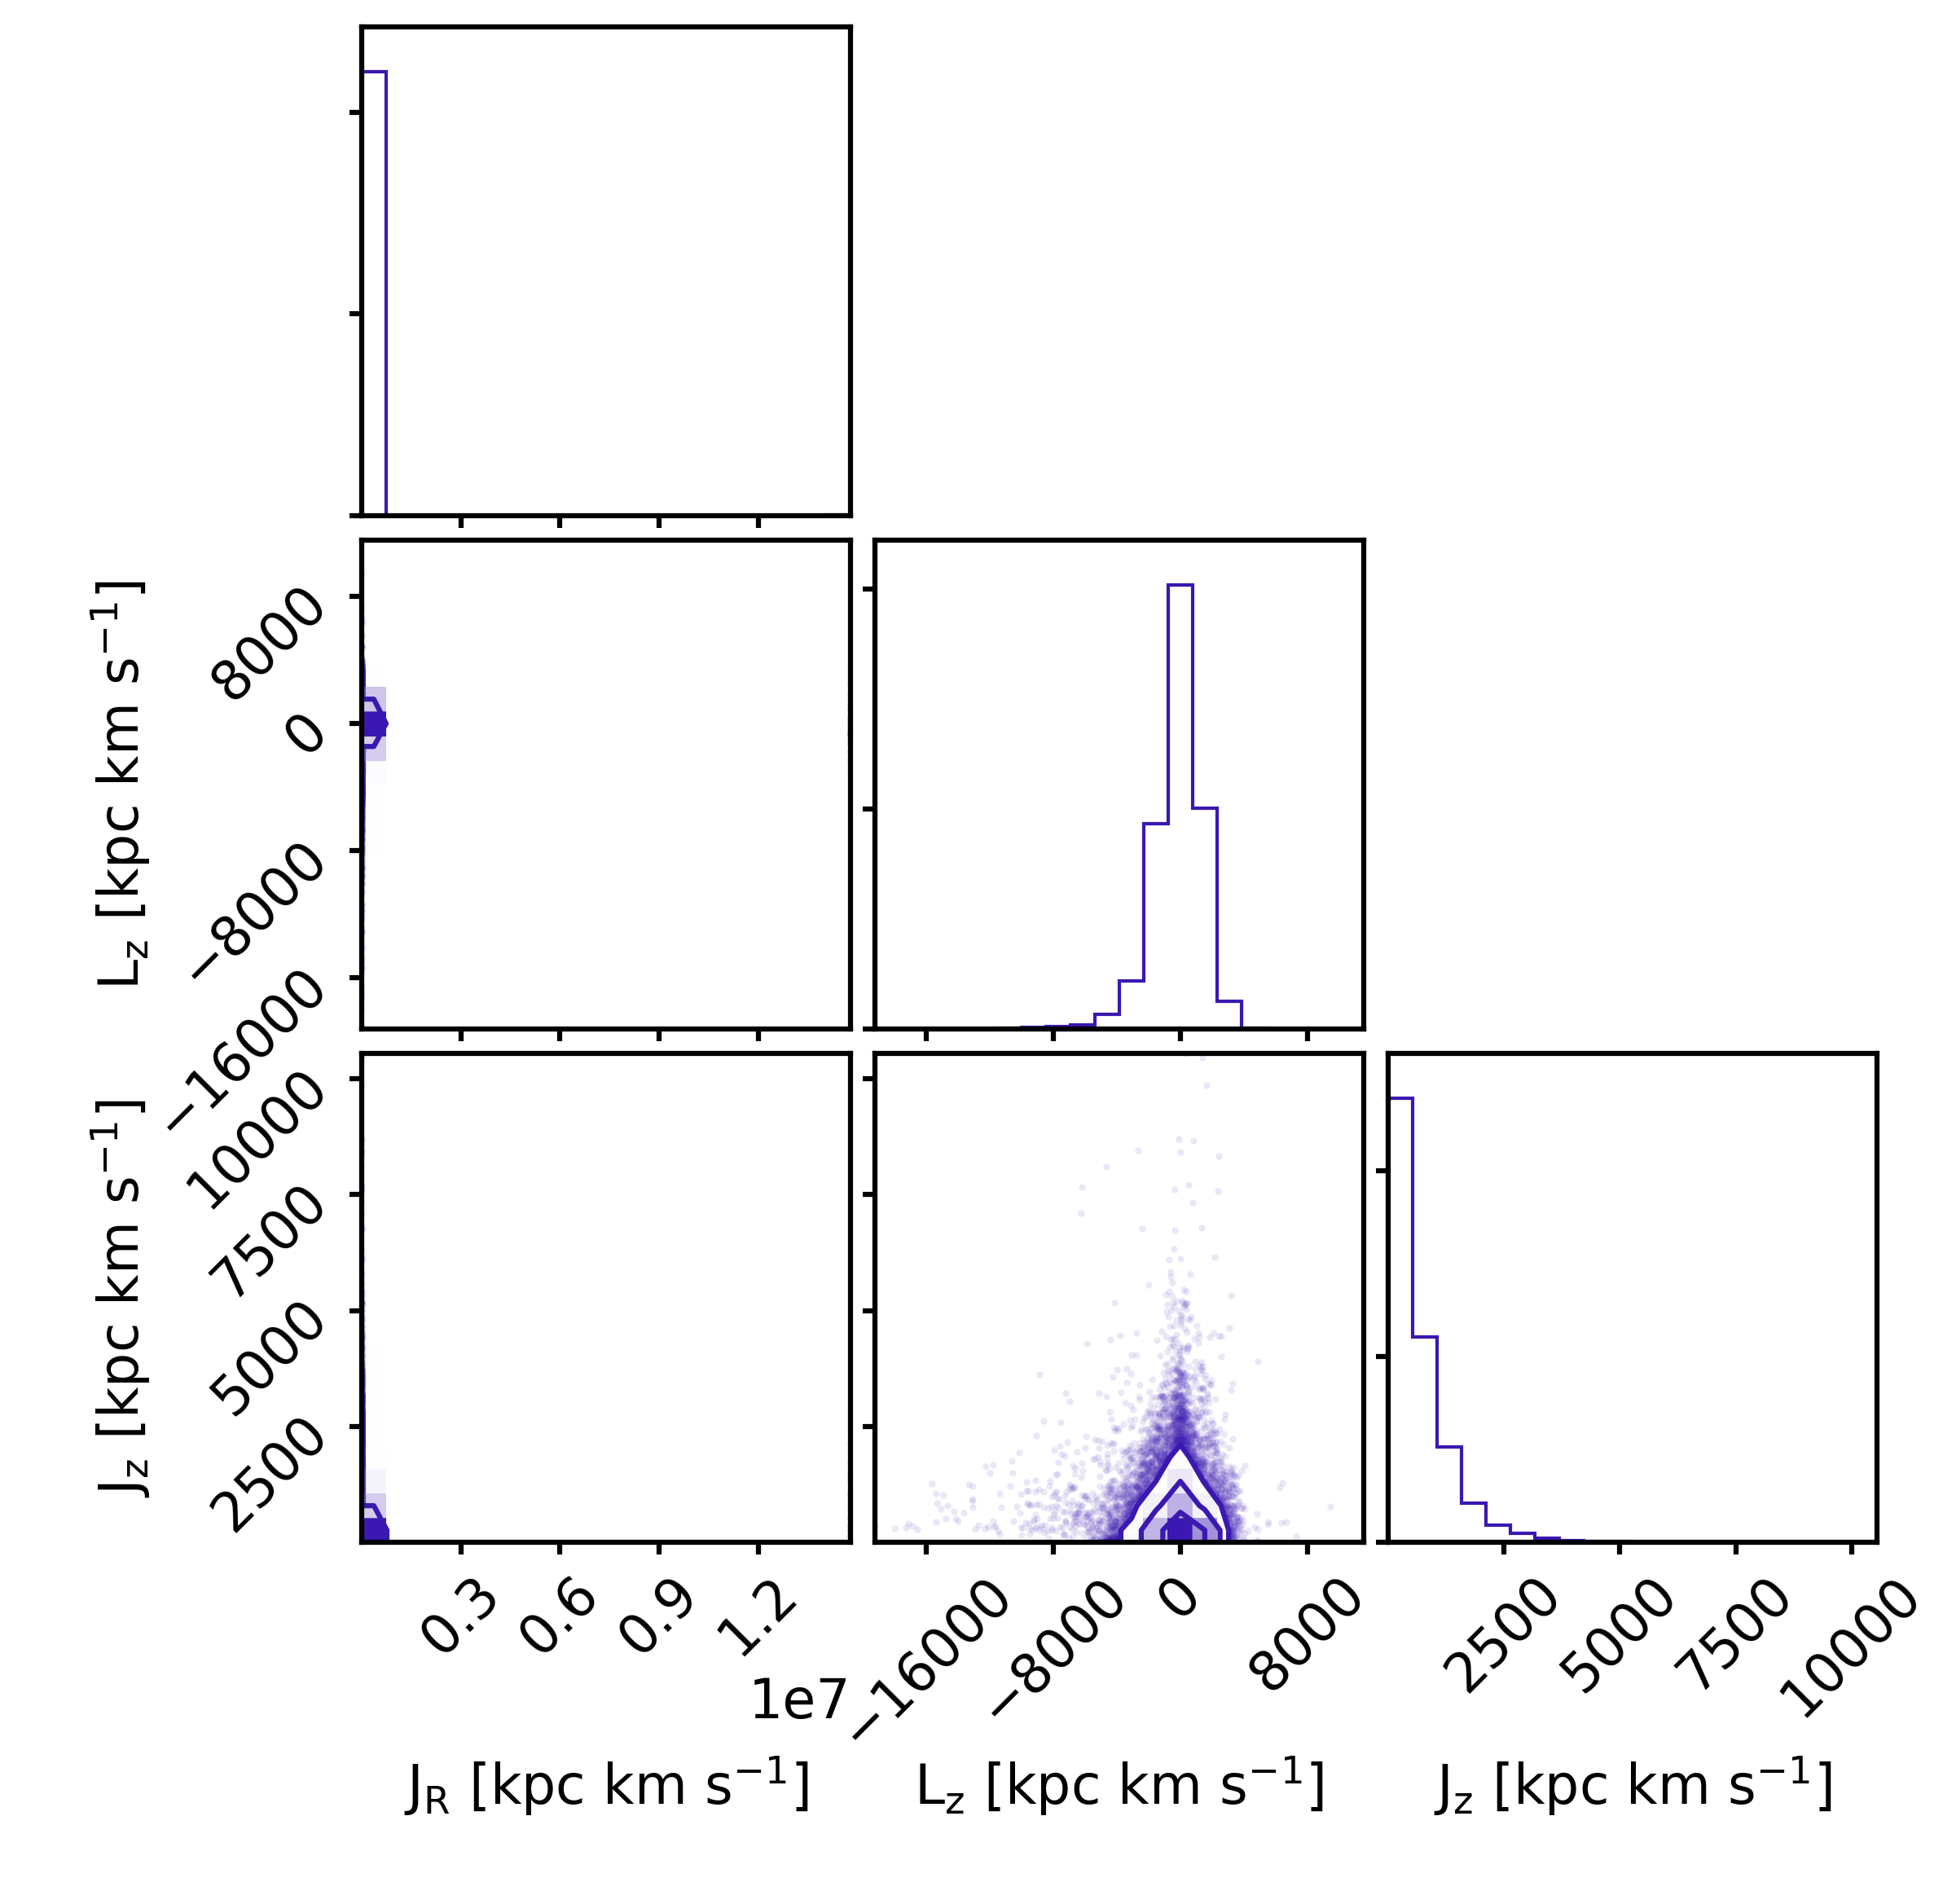 L_z [kpc km s^−1]
8000
0
−8000
−16000
J_z [kpc km s^−1]
10000
7500
5000
2500
0.3 0.6 0.9 1.2
1e7
−16000 −8000 0 8000
2500 5000 7500 10000
J_R [kpc km s^−1] L_z [kpc km s^−1] J_z [kpc km s^−1]